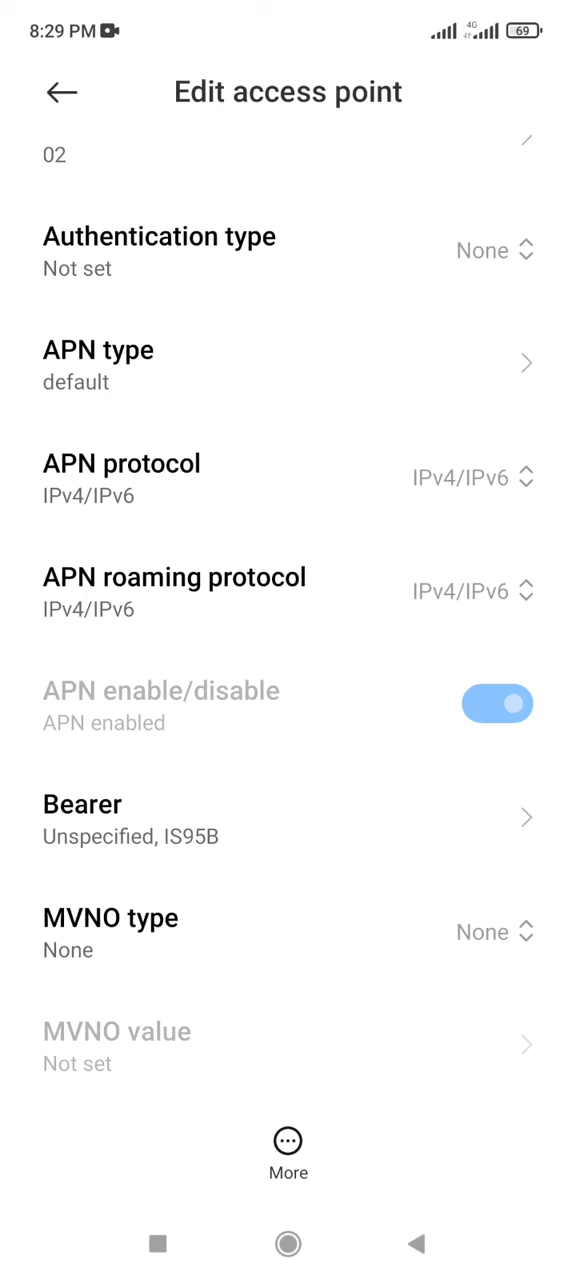 8:29 PM
4G
69
Edit access point
02
Authentication type
Not set
None
APN type
default
APN protocol
IPv4/IPv6
IPv4/IPv6
APN roaming protocol
IPv4/IPv6
IPv4/IPv6
APN enable/disable
APN enabled
Bearer
Unspecified, IS95B
MVNO type
None
None
MVNO value
Not set
More